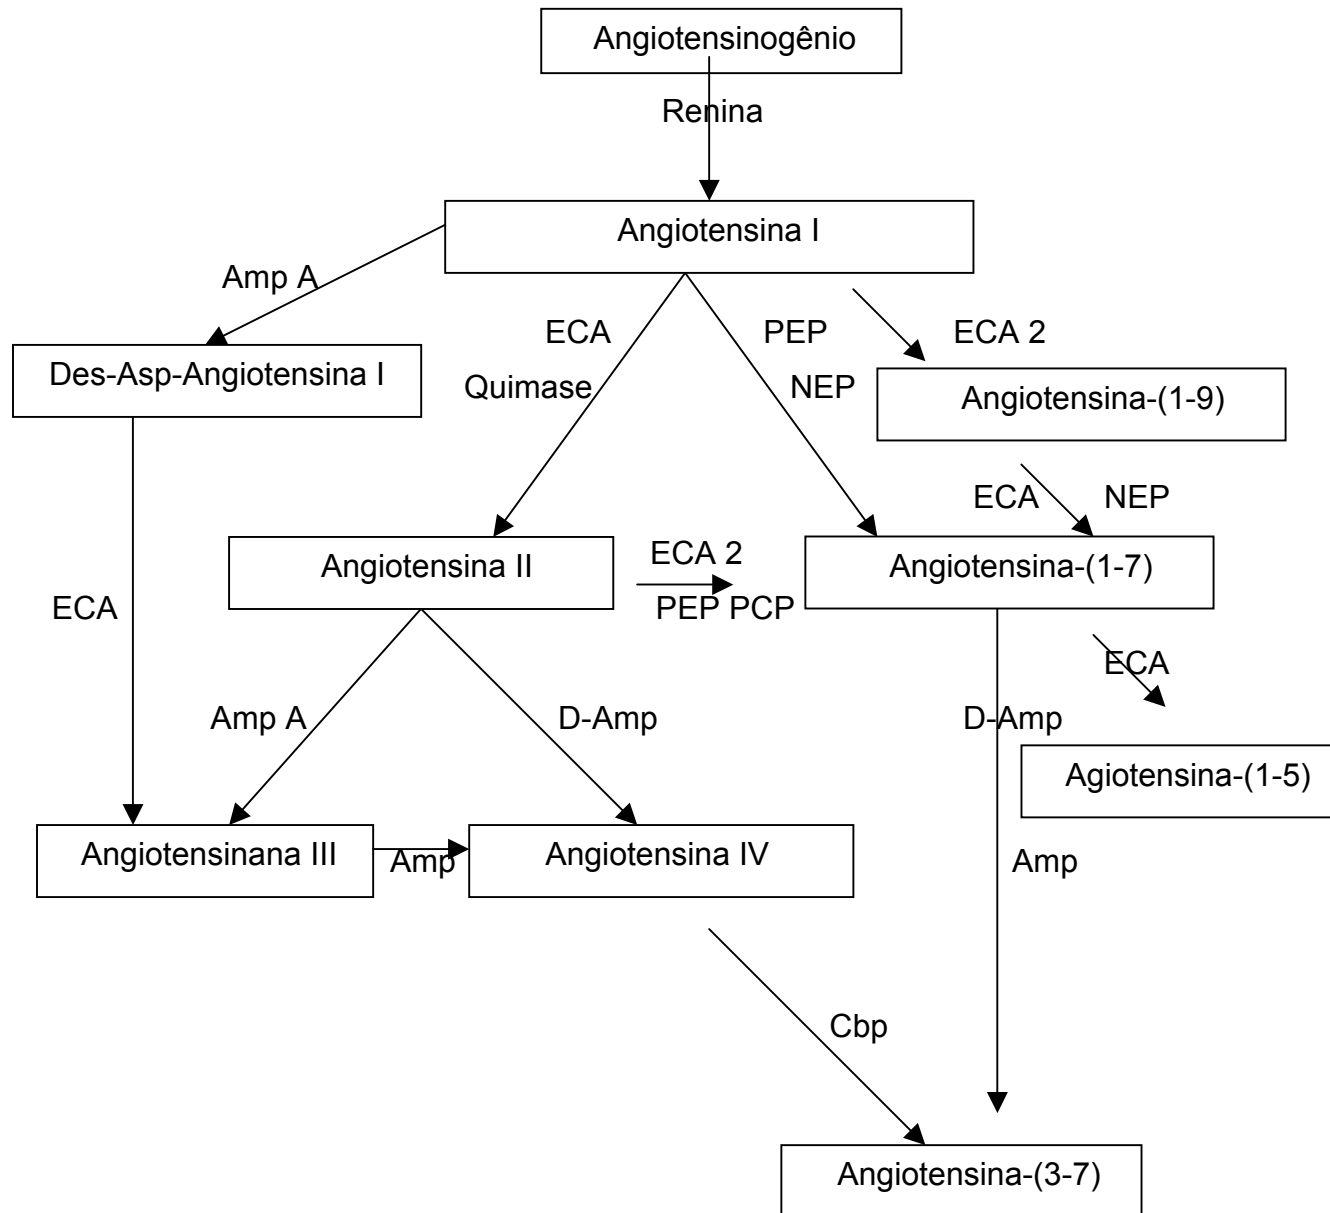 Angiotensinogênio
Renina
Angiotensina I
Amp A
ECA
PEP
ECA 2
Des-Asp-Angiotensina I
Quimase
NEP
Angiotensina-(1-9)
ECA
NEP
Angiotensina II
ECA 2
PEP PCP
Angiotensina-(1-7)
ECA
ECA
Amp A
D-Amp
D-Amp
Agiotensina-(1-5)
Angiotensinana III
Amp
Angiotensina IV
Amp
Cbp
Angiotensina-(3-7)